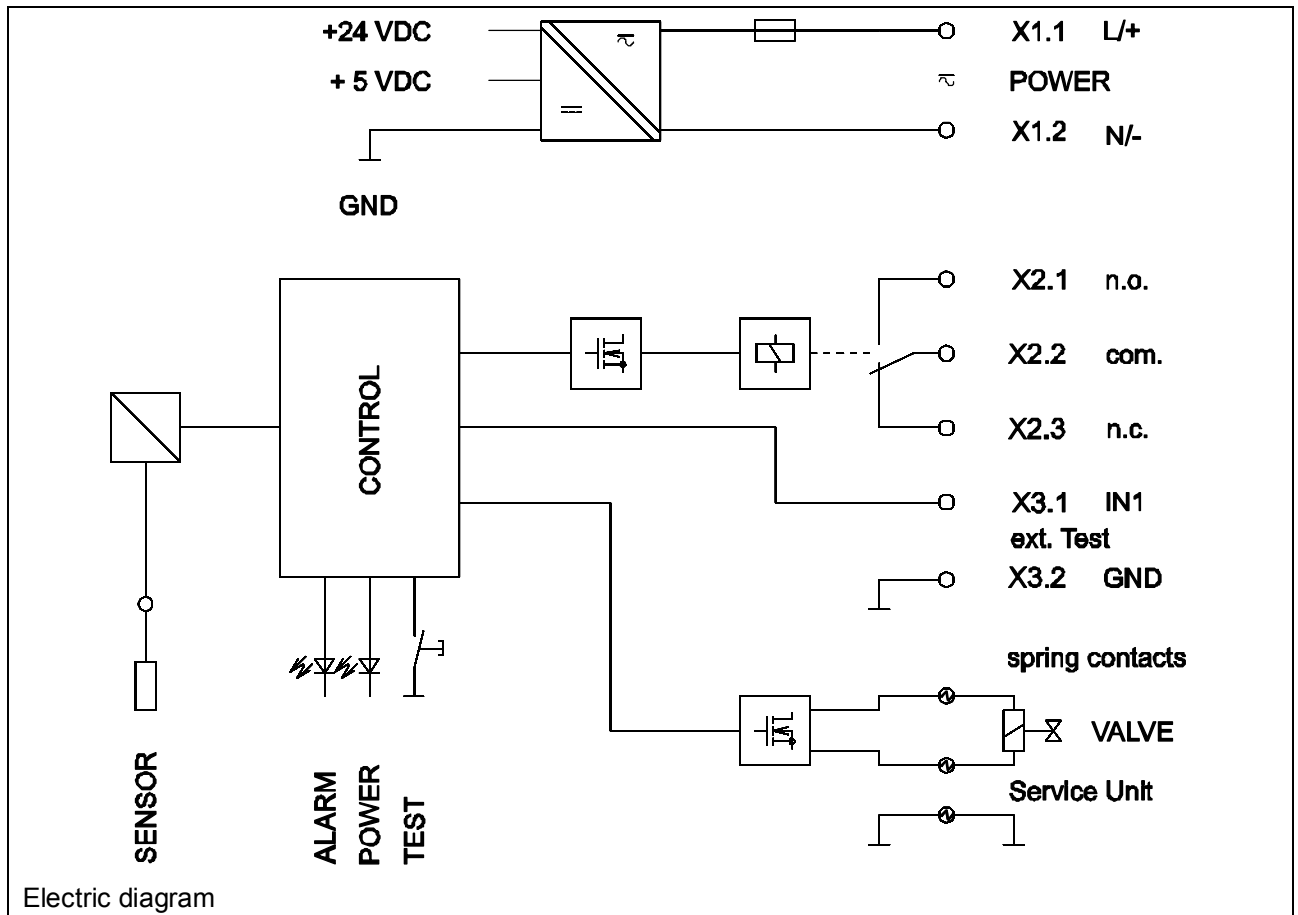 +24 VDC
X1.1 L/+
+ 5 VDC
POWER
X1.2 N/-
GND
X2.1 n.o.
X2.2 com.
X2.3 n.c.
CONTROL
X3.1 IN1
ext. Test
X3.2 GND
spring contacts
VALVE
Service Unit
SENSOR
ALARM
POWER
TEST
Electric diagram